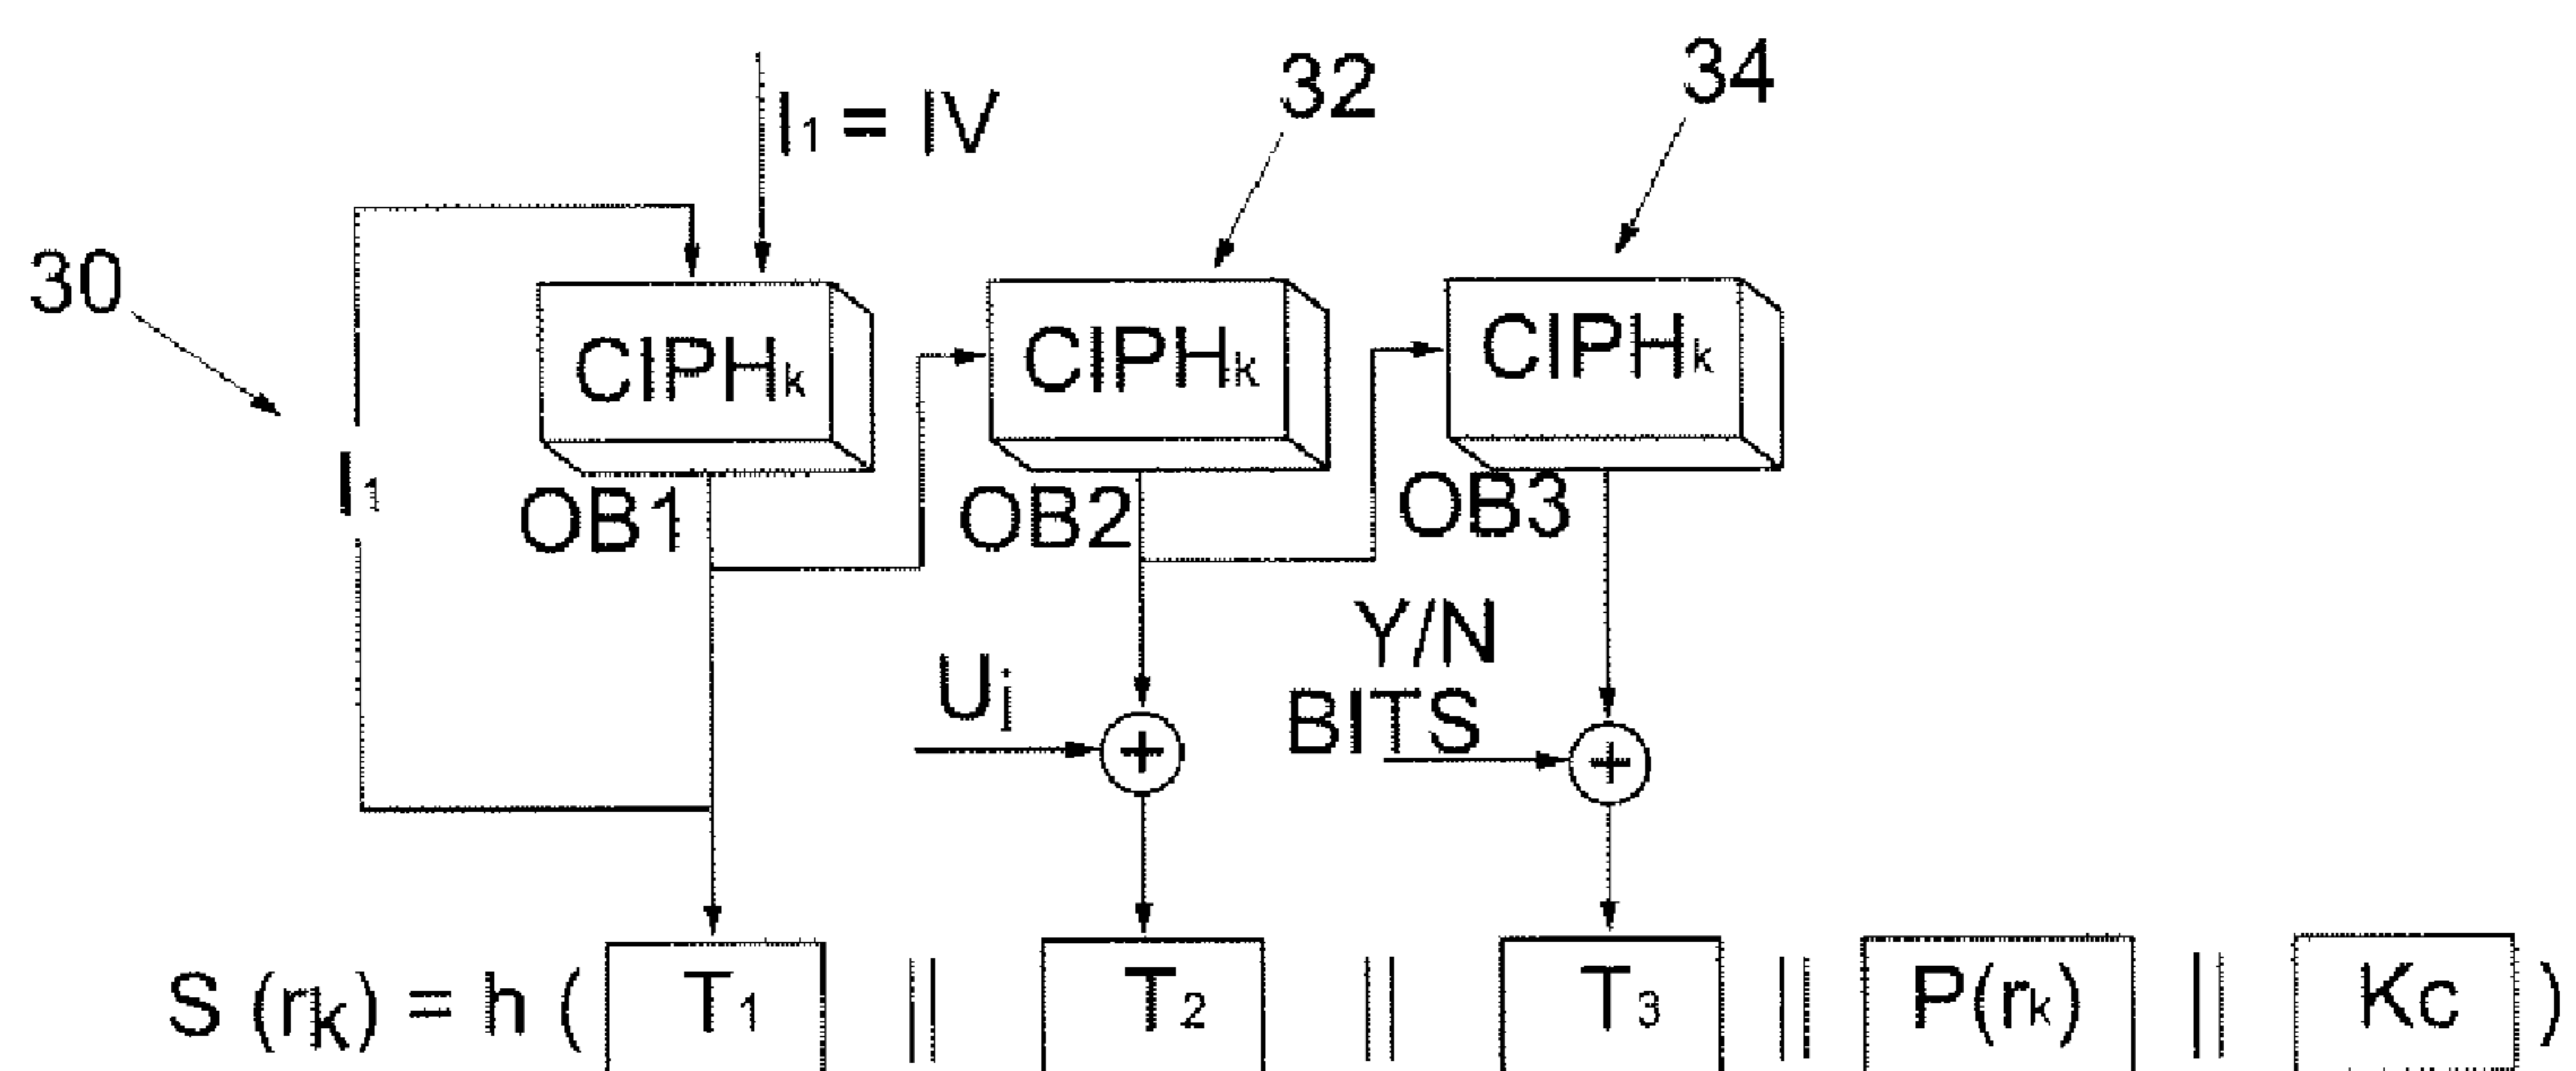 34
32
I₁ = IV
30
CIPHₖ CIPHₖ CIPHₖ
I₁
OB1 OB2 OB3
Y/N
Uj BITS
+ +
S (rₖ) = h ( T₁ || T₂ || T₃ || P(rₖ) || Kc )